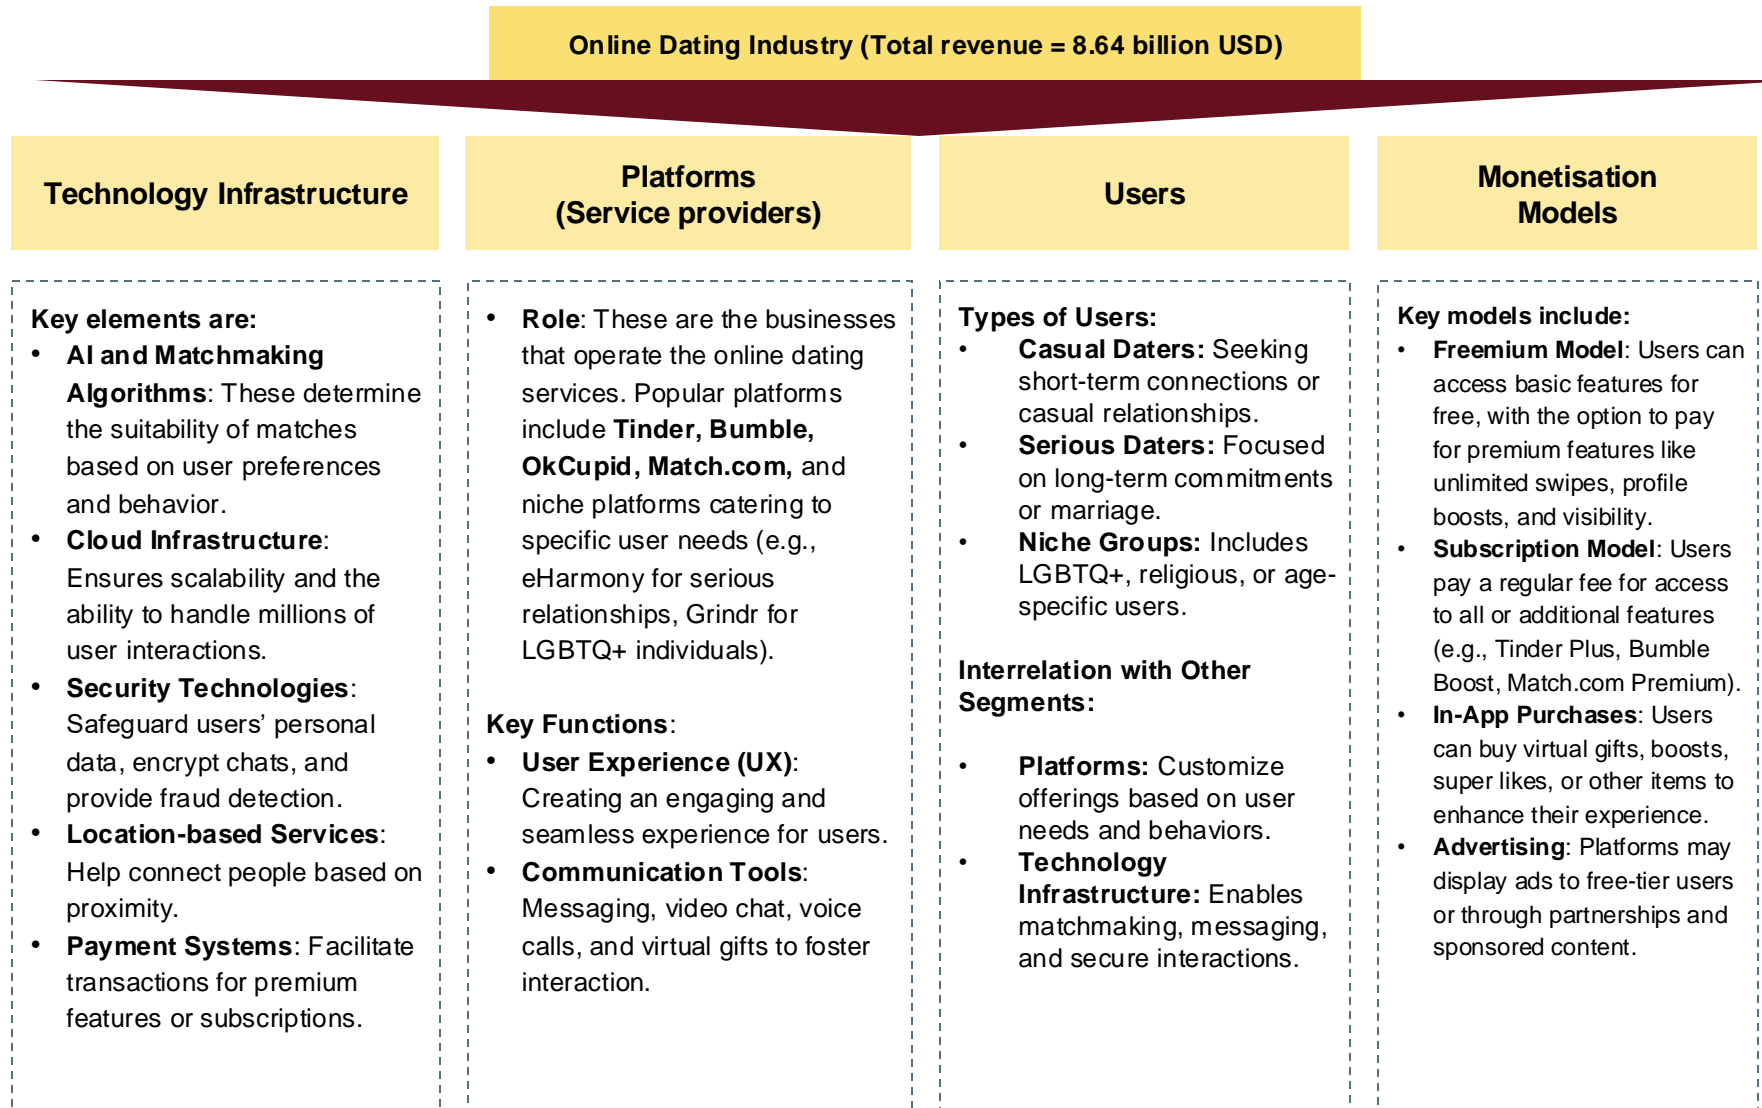 Online Dating Industry (Total revenue = 8.64 billion USD)
Technology Infrastructure
Key elements are:
• AI and Matchmaking
Algorithms: These determine
the suitability of matches
based on user preferences
and behavior.
• Cloud Infrastructure:
Ensures scalability and the
ability to handle millions of
user interactions.
• Security Technologies:
Safeguard users’ personal
data, encrypt chats, and
provide fraud detection.
• Location-based Services:
Help connect people based on
proximity.
• Payment Systems: Facilitate
transactions for premium
features or subscriptions.
Platforms
(Service providers)
• Role: These are the businesses
that operate the online dating
services. Popular platforms
include Tinder, Bumble,
OkCupid, Match.com, and
niche platforms catering to
specific user needs (e.g.,
eHarmony for serious
relationships, Grindr for
LGBTQ+ individuals).
Key Functions:
• User Experience (UX):
Creating an engaging and
seamless experience for users.
• Communication Tools:
Messaging, video chat, voice
calls, and virtual gifts to foster
interaction.
Users
Types of Users:
• Casual Daters: Seeking
short-term connections or
casual relationships.
• Serious Daters: Focused
on long-term commitments
or marriage.
• Niche Groups: Includes
LGBTQ+, religious, or age-
specific users.
Interrelation with Other
Segments:
• Platforms: Customize
offerings based on user
needs and behaviors.
• Technology
Infrastructure: Enables
matchmaking, messaging,
and secure interactions.
Monetisation
Models
Key models include:
• Freemium Model: Users can
access basic features for
free, with the option to pay
for premium features like
unlimited swipes, profile
boosts, and visibility.
• Subscription Model: Users
pay a regular fee for access
to all or additional features
(e.g., Tinder Plus, Bumble
Boost, Match.com Premium).
• In-App Purchases: Users
can buy virtual gifts, boosts,
super likes, or other items to
enhance their experience.
• Advertising: Platforms may
display ads to free-tier users
or through partnerships and
sponsored content.